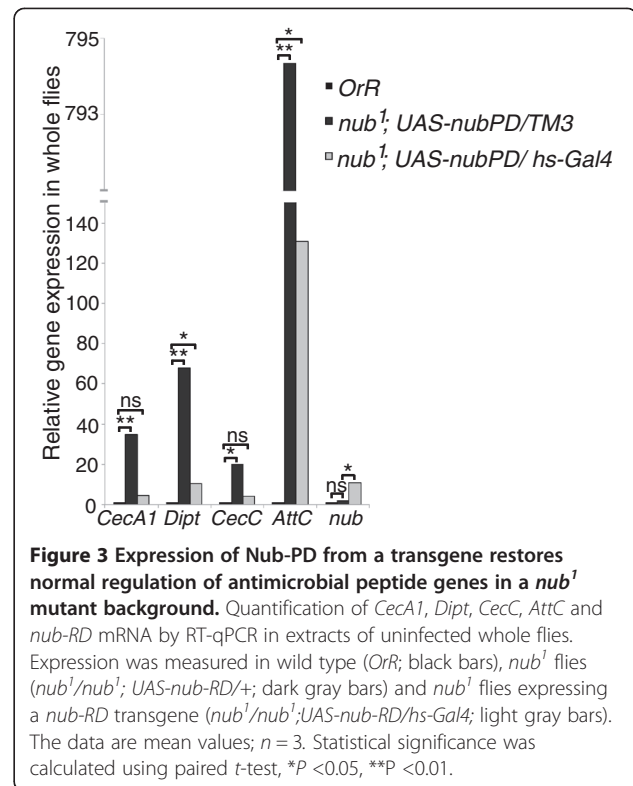 Relative gene expression in whole flies
795
793
140
120
100
80
60
40
20
0
OrR
nub¹; UAS-nubPD/TM3
nub¹; UAS-nubPD/ hs-Gal4
ns
**
*
**
ns
*
*
**
ns
*
CecA1 Dipt CecC AttC nub
Figure 3 Expression of Nub-PD from a transgene restores
normal regulation of antimicrobial peptide genes in a nub¹
mutant background. Quantification of CecA1, Dipt, CecC, AttC and
nub-RD mRNA by RT-qPCR in extracts of uninfected whole flies.
Expression was measured in wild type (OrR; black bars), nub¹ flies
(nub¹/nub¹; UAS-nub-RD/+; dark gray bars) and nub¹ flies expressing
a nub-RD transgene (nub¹/nub¹;UAS-nub-RD/hs-Gal4; light gray bars).
The data are mean values; n = 3. Statistical significance was
calculated using paired t-test, *P <0.05, **P <0.01.